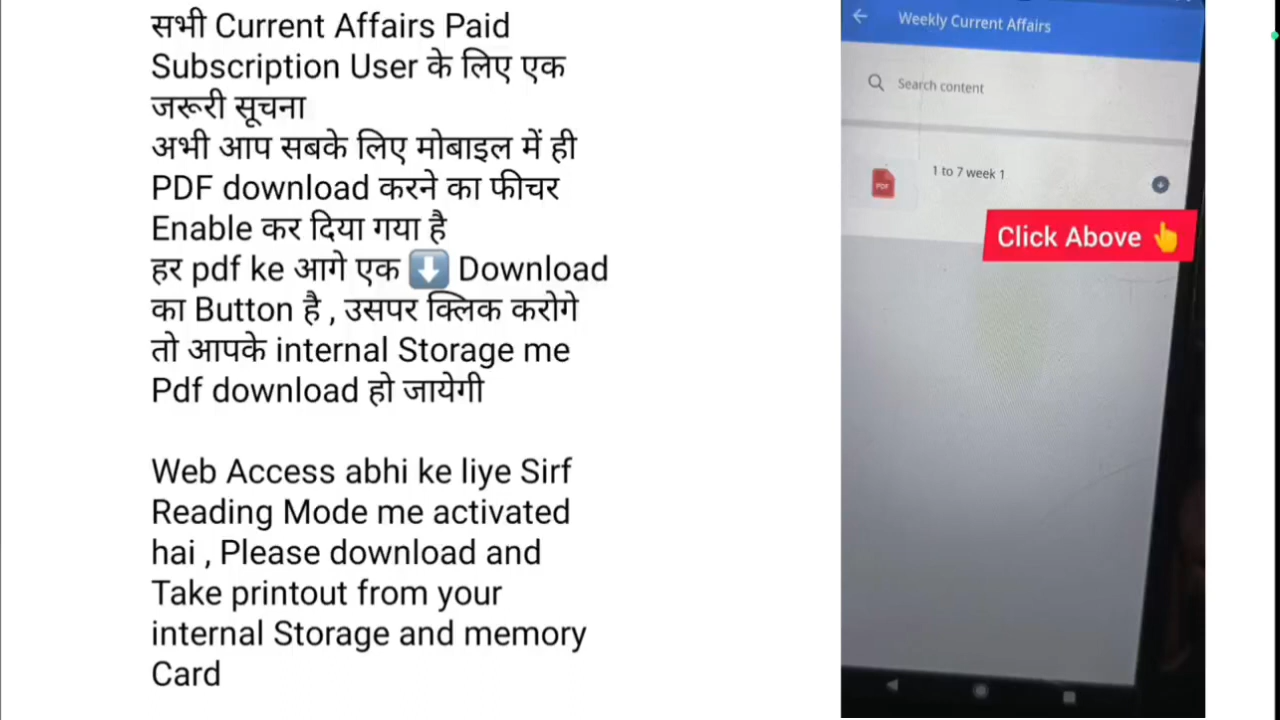 सभी Current Affairs Paid
Subscription User के लिए एक
जरूरी सूचना
अभी आप सबके लिए मोबाइल में ही
PDF download करने का फीचर
Enable कर दिया गया है
हर pdf ke आगे एक ⬇️ Download
का Button है , उसपर क्लिक करोगे
तो आपके internal Storage me
Pdf download हो जायेगी
Web Access abhi ke liye Sirf
Reading Mode me activated
hai , Please download and
Take printout from your
internal Storage and memory
Card
Weekly Current Affairs
Search content
PDF
1 to 7 week 1
Click Above 👆